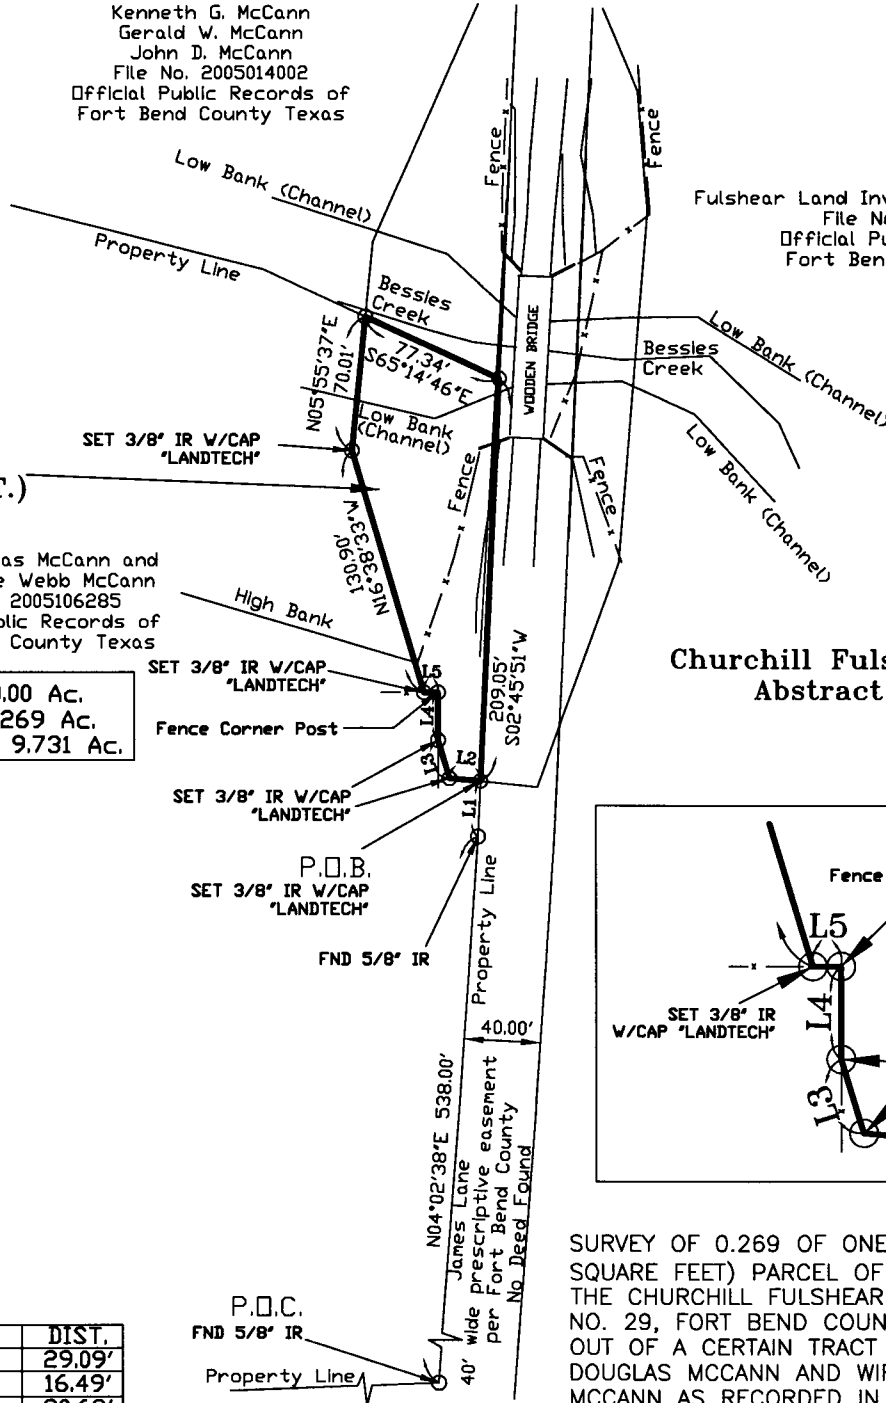 Kenneth G. McCann
Gerald W. McCann
John D. McCann
File No. 2005014002
Official Public Records of
Fort Bend County Texas
Low Bank (Channel)
Property Line
Fence
Fence
Fulshear Land Inv
File No
Official Pu
Fort Ben
Bessies
Creek
77.34'
S65°14'46"E
N05°55'37"E
70.01'
WOODEN BRIDGE
Low Bank (Channel)
Bessies
Creek
Low Bank
(Channel)
SET 3/8" IR W/CAP
"LANDTECH"
Low Bank (Channel)
Fence
Fence
T.)
N16°38'33"W
130.90'
as McCann and
e Webb McCann
2005106285
blic Records of
County Texas
High Bank
209.05'
S02°45'51"W
Churchill Fuls
Abstract
.00 Ac.
269 Ac.
9.731 Ac.
SET 3/8" IR W/CAP
"LANDTECH"
L5
L4
Fence Corner Post
L3
L2
L1
SET 3/8" IR W/CAP
"LANDTECH"
P.O.B.
SET 3/8" IR W/CAP
"LANDTECH"
FND 5/8" IR
Property Line
Fence
L5
L4
L3
SET 3/8" IR
W/CAP "LANDTECH"
40.00'
N04°02'38"E 538.00'
James Lane
40' wide prescriptive easement
per Fort Bend County
No Deed Found
P.O.C.
FND 5/8" IR
Property Line
DIST.
29.09'
16.49'
SURVEY OF 0.269 OF ONE
SQUARE FEET) PARCEL OF
THE CHURCHILL FULSHEAR
NO. 29, FORT BEND COUN
OUT OF A CERTAIN TRACT
DOUGLAS MCCANN AND WIF
MCCANN AS RECORDED IN